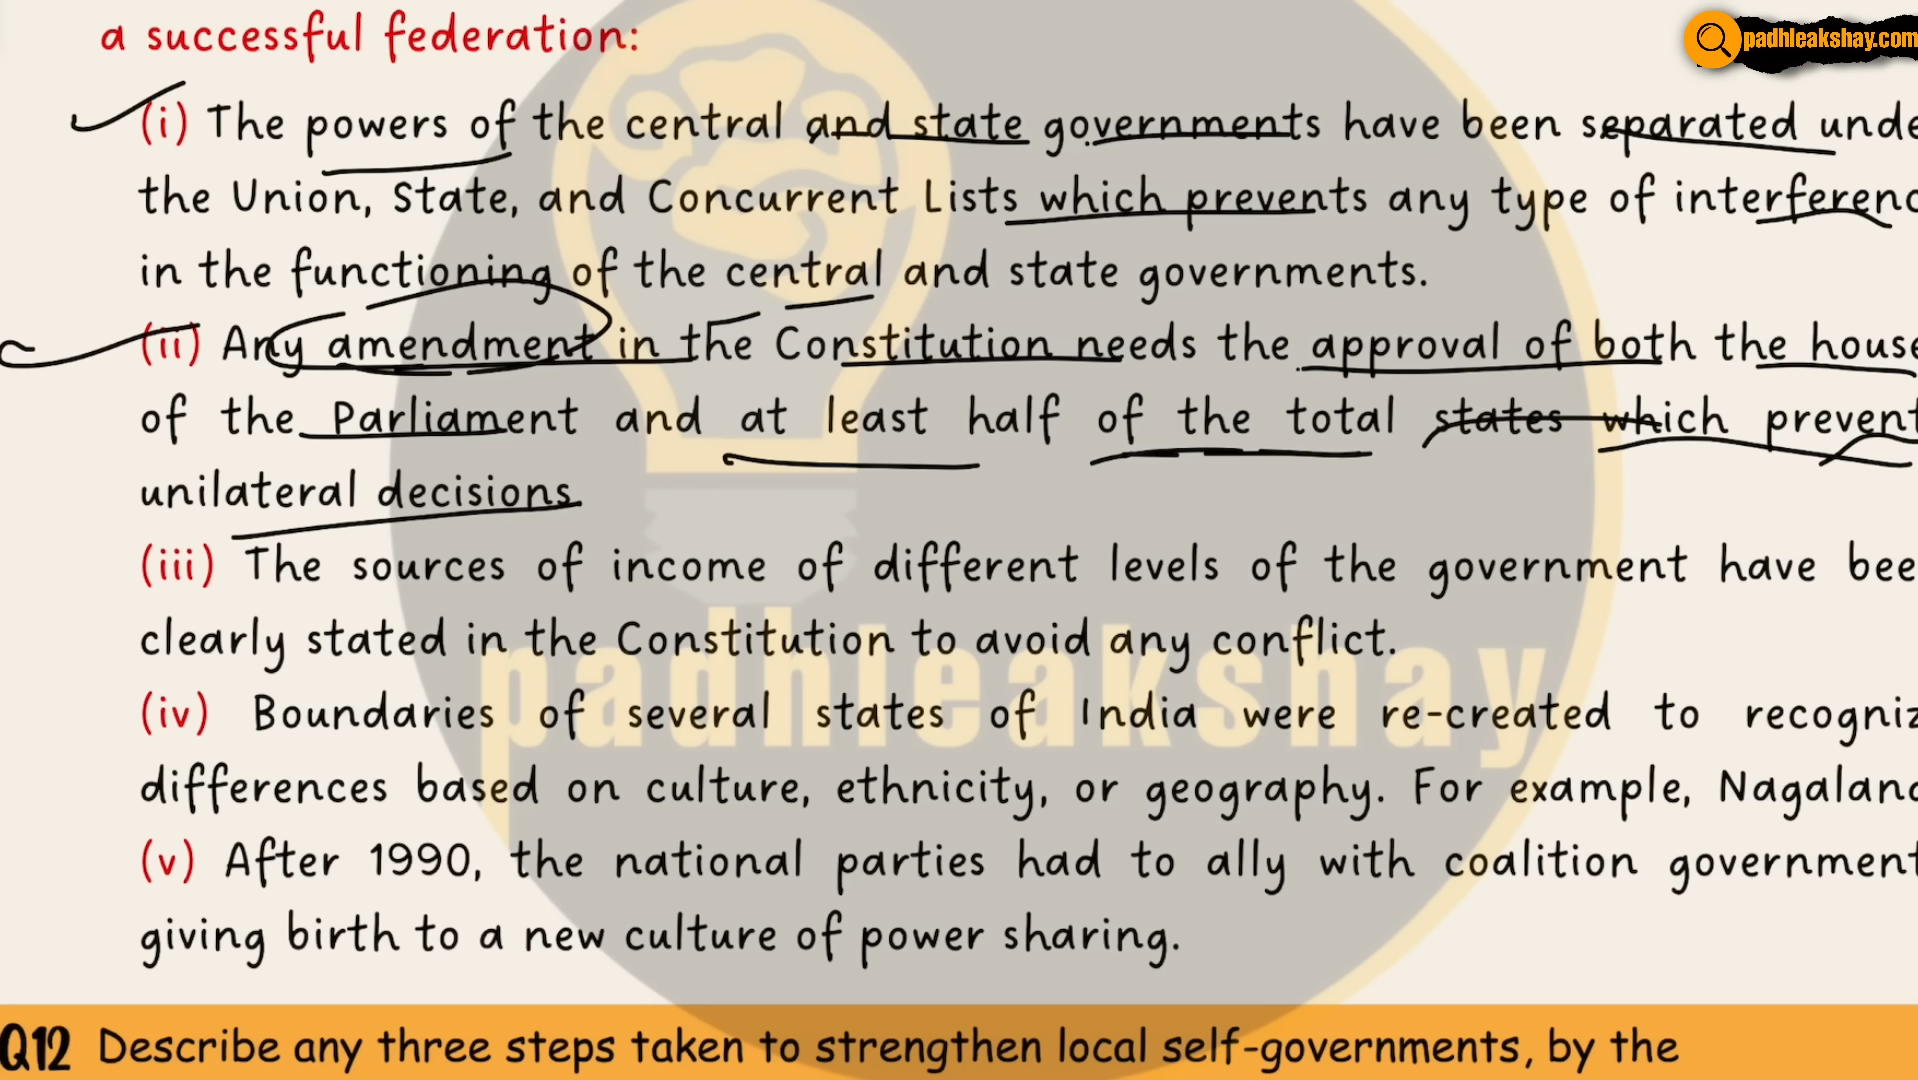 a successful federation:
padhleakshay.com
(i) The powers of the central and state governments have been separated unde
the Union, State, and Concurrent Lists which prevents any type of interferenc
in the functioning of the central and state governments.
(ii) Any amendment in the Constitution needs the approval of both the house
of the Parliament and at least half of the total states which prevent
unilateral decisions.
(iii) The sources of income of different levels of the government have bee
clearly stated in the Constitution to avoid any conflict.
(iv) Boundaries of several states of India were re-created to recogniz
differences based on culture, ethnicity, or geography. For example, Nagalanc
(v) After 1990, the national parties had to ally with coalition government
giving birth to a new culture of power sharing.
padhleakshay
Q12 Describe any three steps taken to strengthen local self-governments, by the